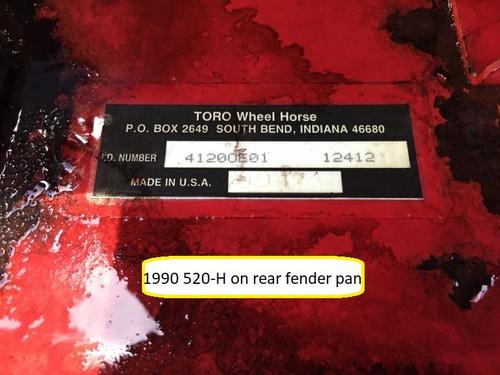 TORO Wheel Horse
P.O. BOX 2649 SOUTH BEND, INDIANA 46680
I.D. NUMBER 4120OE01 12412
MADE IN U.S.A.
1990 520-H on rear fender pan